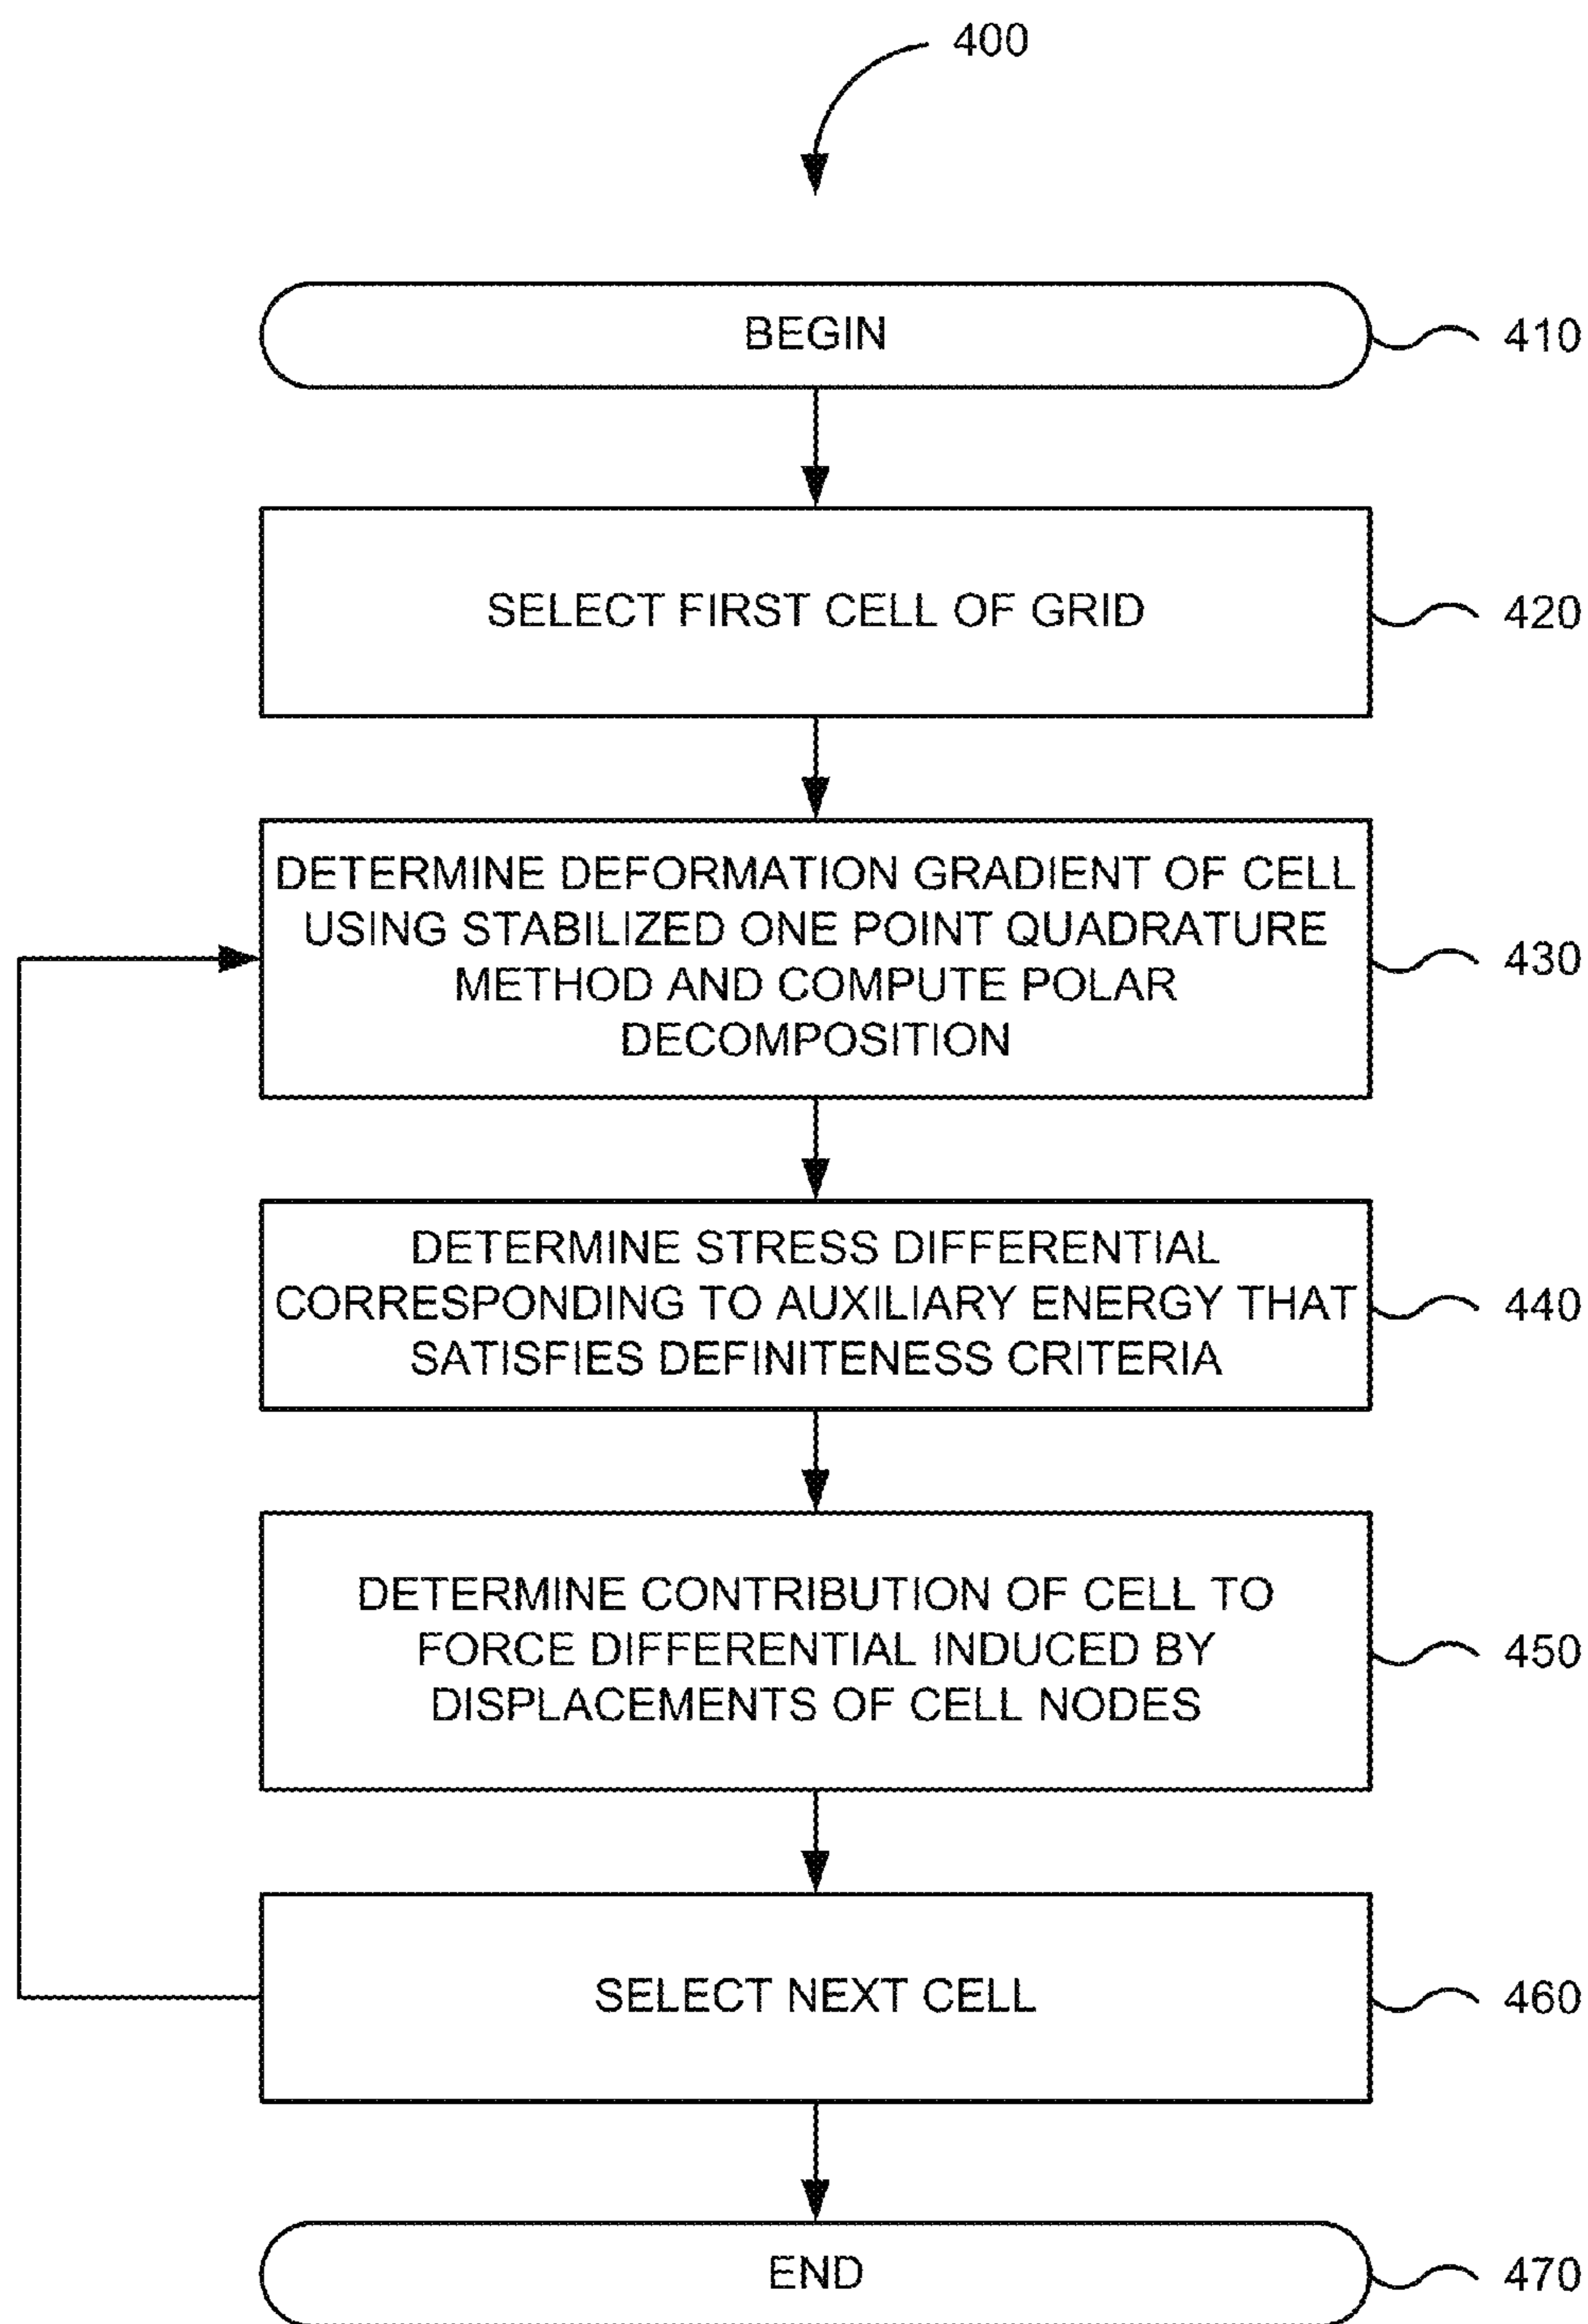 400
BEGIN
410
SELECT FIRST CELL OF GRID
420
DETERMINE DEFORMATION GRADIENT OF CELL
USING STABILIZED ONE POINT QUADRATURE
METHOD AND COMPUTE POLAR
DECOMPOSITION
430
DETERMINE STRESS DIFFERENTIAL
CORRESPONDING TO AUXILIARY ENERGY THAT
SATISFIES DEFINITENESS CRITERIA
440
DETERMINE CONTRIBUTION OF CELL TO
FORCE DIFFERENTIAL INDUCED BY
DISPLACEMENTS OF CELL NODES
450
SELECT NEXT CELL
460
END
470